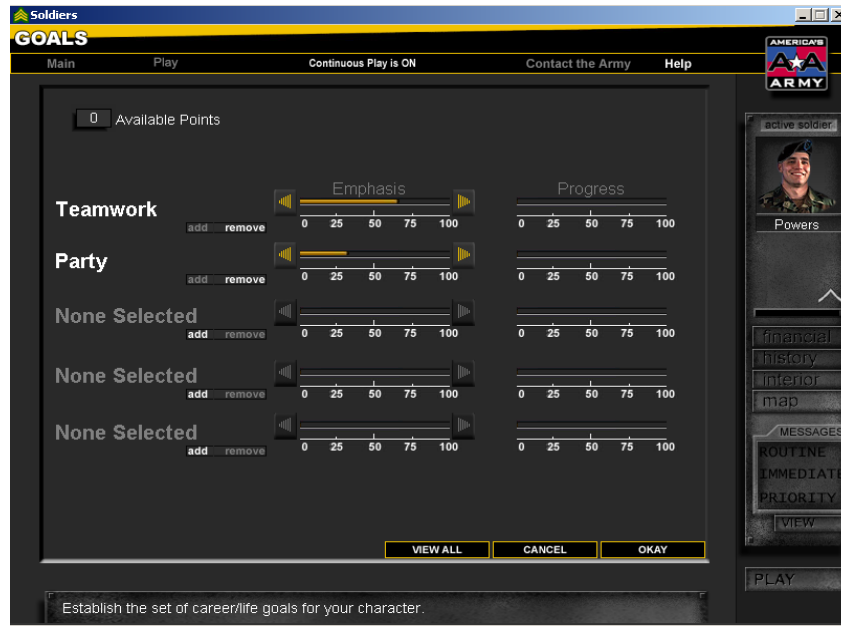 Soldiers
GOALS
AMERICA'S
ARMY
Main Play Continuous Play is ON Contact the Army Help
0 Available Points
active soldier
Powers
Emphasis Progress
Teamwork
add remove
0 25 50 75 100 0 25 50 75 100
Party
add remove
0 25 50 75 100 0 25 50 75 100
None Selected
add remove
0 25 50 75 100 0 25 50 75 100
None Selected
add remove
0 25 50 75 100 0 25 50 75 100
None Selected
add remove
0 25 50 75 100 0 25 50 75 100
financial
history
interior
map
MESSAGES
ROUTINE
IMMEDIATE
PRIORITY
VIEW
VIEW ALL CANCEL OKAY
PLAY
Establish the set of career/life goals for your character.